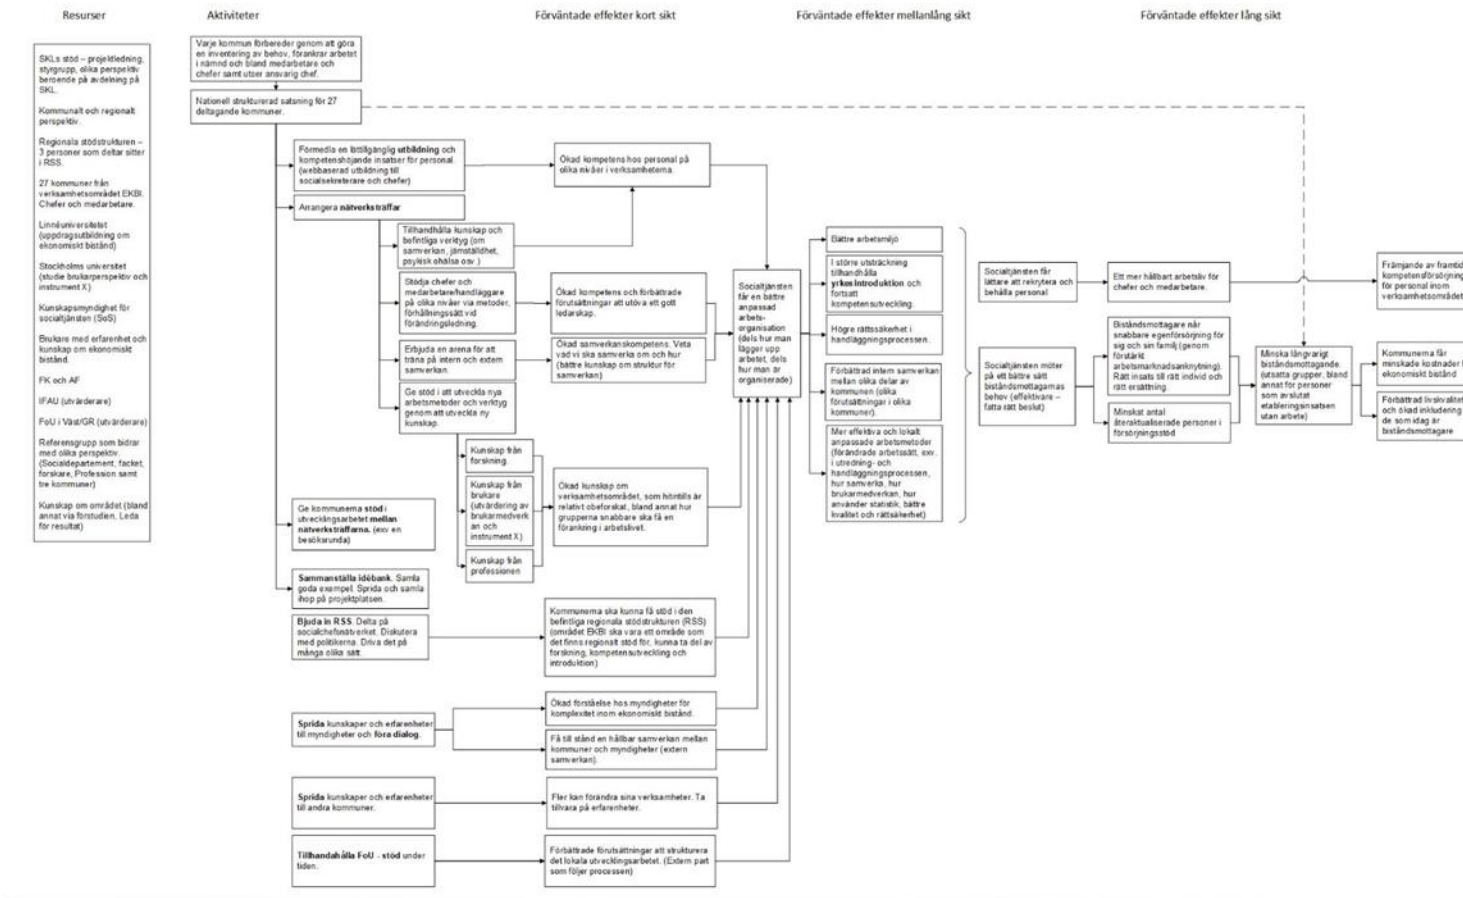 Resurser
Aktiviteter
Förväntade effekter kort sikt
Förväntade effekter mellanlång sikt
Förväntade effekter lång sikt
SKLs stöd – projektledning,
styrgrupp, olika perspektiv
beroende på avdelning på
SKL.
Kommunalt och regionalt
perspektiv.
Regionala stödstrukturen –
3 personer som deltar sitter
i RSS.
27 kommuner från
verksamhetsområdet EKBI.
Chefer och medarbetare.
Linnéuniversitetet
(uppdragsutbildning om
ekonomiskt bistånd)
Stockholms universitet
(studie brukarperspektiv och
instrument X)
Kunskapsmyndighet för
socialtjänsten (SoS)
Brukare med erfarenhet och
kunskap om ekonomiskt
bistånd.
FK och AF
IFAU (utvärderare)
FoU i Väst/GR (utvärderare)
Referensgrupp som bidrar
med olika perspektiv.
(Socialdepartement, facket,
forskare, Profession samt
tre kommuner)
Kunskap om området (bland
annat via förstudien, Leda
för resultat)
Varje kommun förbereder genom att göra
en inventering av behov, förankrar arbetet
i nämnd och bland medarbetare och
chefer samt utser ansvarig chef.
Nationell strukturerad satsning för 27
deltagande kommuner.
Förmedla en lättillgänglig utbildning och
kompetenshöjande insatser för personal.
(webbaserad utbildning till
socialsekreterare och chefer)
Arrangera nätverksträffar
Tillhandhålla kunskap och
befintliga verktyg (om
samverkan, jämställdhet,
psykisk ohälsa osv.)
Stödja chefer och
medarbetare/handläggare
på olika nivåer via metoder,
förhållningssätt vid
förändringsledning.
Erbjuda en arena för att
träna på intern och extern
samverkan.
Ge stöd i att utveckla nya
arbetsmetoder och verktyg
genom att utveckla ny
kunskap.
Kunskap från
forskning.
Kunskap från
brukare
(utvärdering av
brukarmedverk
an och
instrument X)
Kunskap från
professionen
Ge kommunerna stöd i
utvecklingsarbetet mellan
nätverksträffarna. (exv en
besöksrunda)
Sammanställa idébank. Samla
goda exempel. Sprida och samla
ihop på projektplatsen.
Bjuda in RSS. Delta på
socialchefsnätverket. Diskutera
med politikerna. Driva det på
många olika sätt.
Sprida kunskaper och erfarenheter
till myndigheter och föra dialog.
Sprida kunskaper och erfarenheter
till andra kommuner.
Tillhandahålla FoU - stöd under
tiden.
Ökad kompetens hos personal på
olika nivåer i verksamheterna.
Ökad kompetens och förbättrade
förutsättningar att utöva ett gott
ledarskap.
Ökad samverkanskompetens. Veta
vad vi ska samverka om och hur
(bättre kunskap om struktur för
samverkan)
Ökad kunskap om
verksamhetsområdet, som hitintills är
relativt obeforskat, bland annat hur
grupperna snabbare ska få en
förankring i arbetslivet.
Kommunerna ska kunna få stöd i den
befintliga regionala stödstrukturen (RSS)
(området EKBI ska vara ett område som
det finns regionalt stöd för, kunna ta del av
forskning, kompetensutveckling och
introduktion)
Ökad förståelse hos myndigheter för
komplexitet inom ekonomiskt bistånd.
Få till stånd en hållbar samverkan mellan
kommuner och myndigheter (extern
samverkan).
Fler kan förändra sina verksamheter. Ta
tillvara på erfarenheter.
Förbättrade förutsättningar att strukturera
det lokala utvecklingsarbetet. (Extern part
som följer processen)
Socialtjänsten
får en bättre
anpassad
arbets-
organisation
(dels hur man
lägger upp
arbetet, dels
hur man är
organiserade)
Bättre arbetsmiljö
I större utsträckning
tillhandhålla
yrkesintroduktion och
fortsatt
kompetensutveckling.
Högre rättssäkerhet i
handläggningsprocessen.
Förbättrad intern samverkan
mellan olika delar av
kommunen (olika
förutsättningar i olika
kommuner).
Mer effektiva och lokalt
anpassade arbetsmetoder
(förändrade arbetssätt, exv.
i utredning- och
handläggningsprocessen,
hur samverka, hur
brukarmedverkan, hur
använder statistik, bättre
kvalitet och rättsäkerhet)
Socialtjänsten får
lättare att rekrytera och
behålla personal
Socialtjänsten möter
på ett bättre sätt
biståndsmottagarnas
behov (effektivare –
fatta rätt beslut)
Ett mer hållbart arbetsliv för
chefer och medarbetare.
Biståndsmottagare når
snabbare egenförsörjning för
sig och sin familj (genom
förstärkt
arbetsmarknadsanknytning).
Rätt insats till rätt individ och
rätt ersättning.
Minskat antal
återaktualiserade personer i
försörjningsstöd
Minska långvarigt
biståndsmottagande.
(utsatta grupper, bland
annat för personer
som avslutat
etableringsinsatsen
utan arbete)
Främjande av framtid
kompetensförsörjning
för personal inom
verksamhetsområdet
Kommunerna får
minskade kostnader
ekonomiskt bistånd
Förbättrad livskvalitet
och ökad inkludering
de som idag är
biståndsmottagare